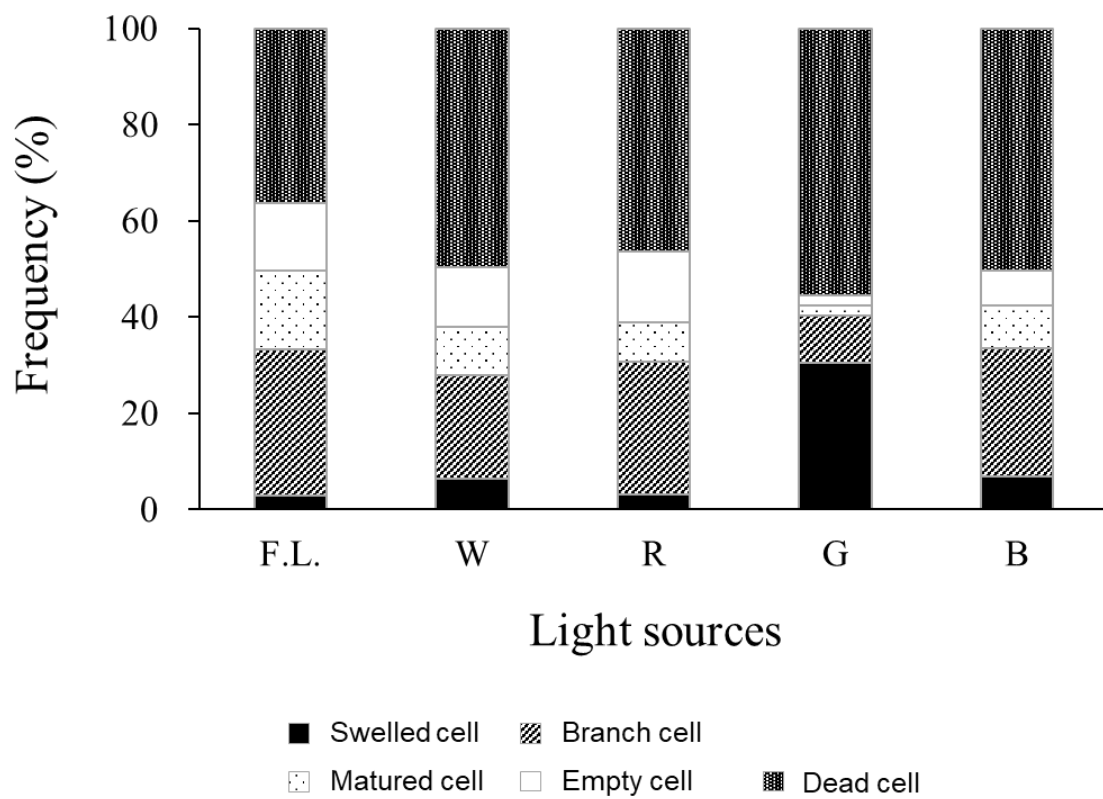 Frequency (%)
100
80
60
40
20
0
F.L. W R G B
Light sources
Swelled cell Branch cell
Matured cell Empty cell Dead cell